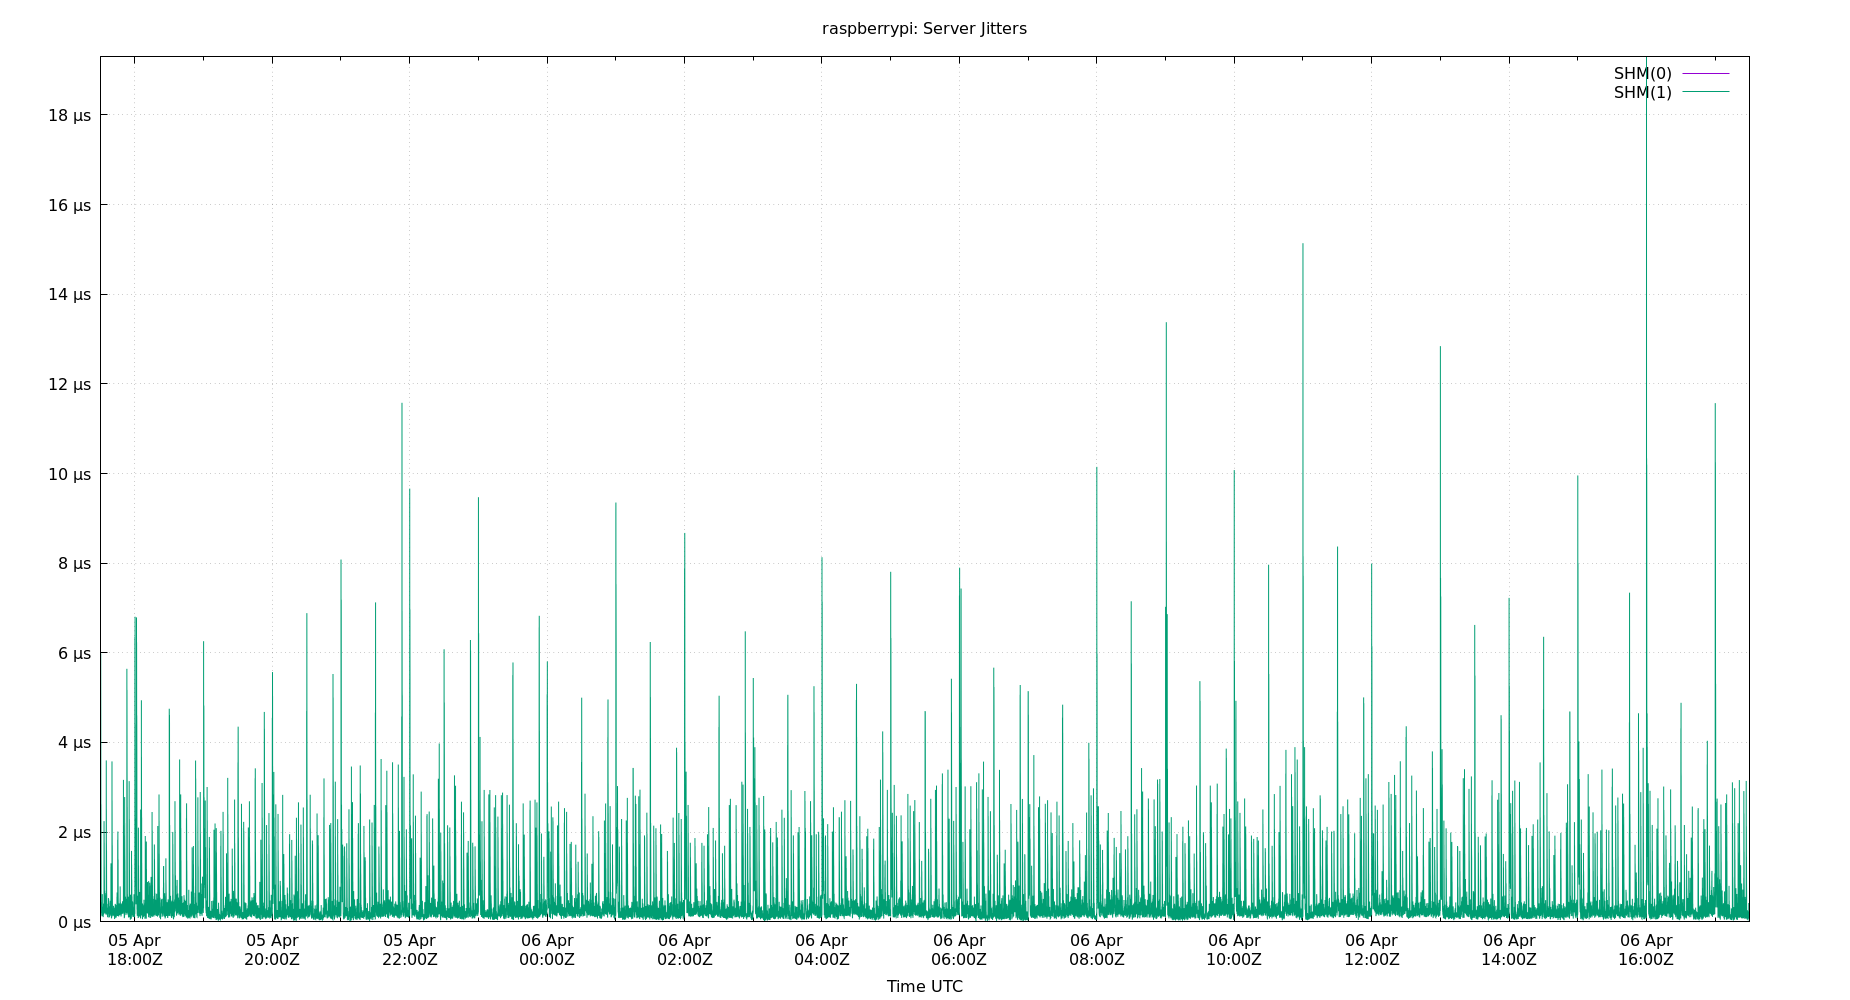 raspberrypi: Server Jitters
SHM(0)
SHM(1)
18 µs
16 µs
14 µs
12 µs
10 µs
8 µs
6 µs
4 µs
2 µs
0 µs
05 Apr 05 Apr 05 Apr 06 Apr 06 Apr 06 Apr 06 Apr 06 Apr 06 Apr 06 Apr 06 Apr 06 Apr
18:00Z 20:00Z 22:00Z 00:00Z 02:00Z 04:00Z 06:00Z 08:00Z 10:00Z 12:00Z 14:00Z 16:00Z
Time UTC